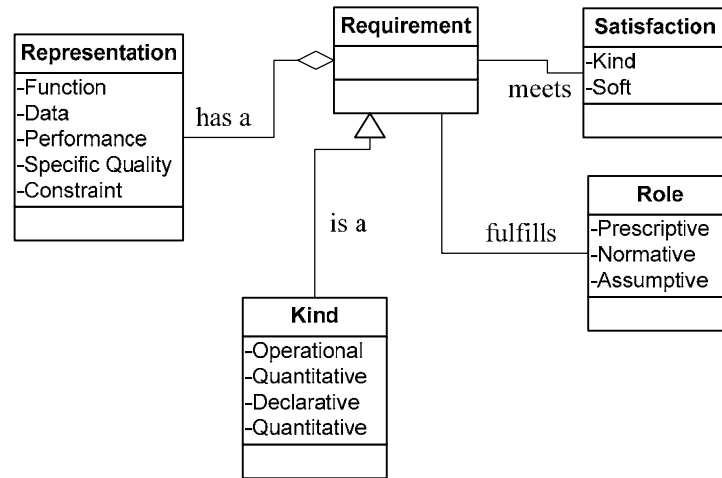 Representation
-Function
-Data
-Performance
-Specific Quality
-Constraint
has a
Requirement
meets
Satisfaction
-Kind
-Soft
fulfills
Role
-Prescriptive
-Normative
-Assumptive
is a
Kind
-Operational
-Quantitative
-Declarative
-Quantitative